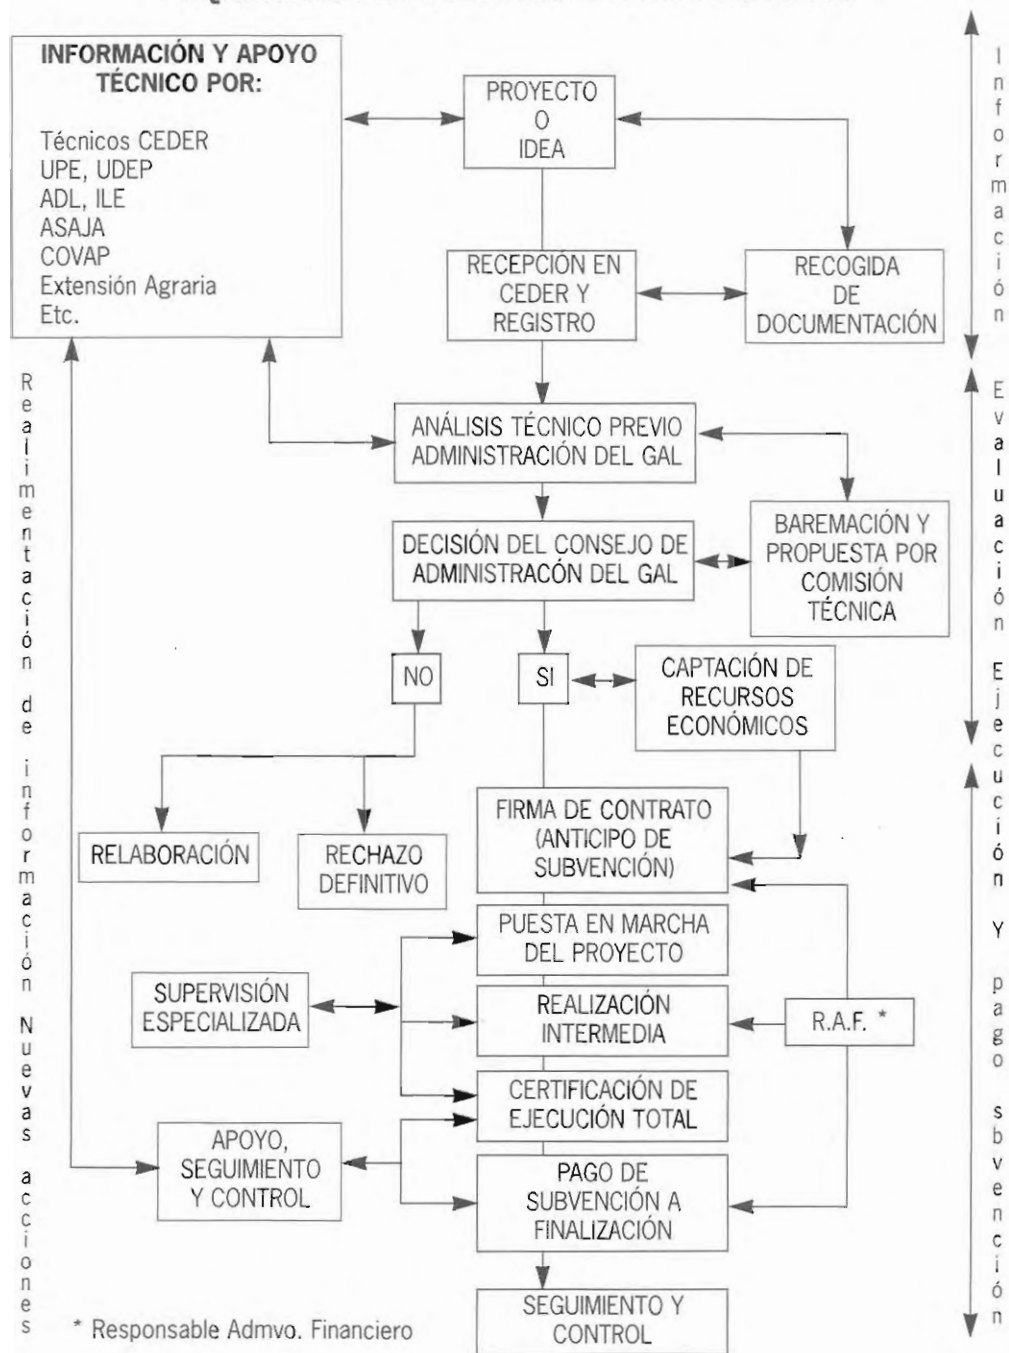 INFORMACIÓN Y APOYO
TÉCNICO POR:
Técnicos CEDER
UPE, UDEP
ADL, ILE
ASAJA
COVAP
Extensión Agraria
Etc.
PROYECTO
O
IDEA
RECEPCIÓN EN
CEDER Y
REGISTRO
RECOGIDA
DE
DOCUMENTACIÓN
Información
ANÁLISIS TÉCNICO PREVIO
ADMINISTRACIÓN DEL GAL
DECISIÓN DEL CONSEJO DE
ADMINISTRACÓN DEL GAL
BAREMACIÓN Y
PROPUESTA POR
COMISIÓN
TÉCNICA
Evaluación
NO
SI
CAPTACIÓN DE
RECURSOS
ECONÓMICOS
RELABORACIÓN
RECHAZO
DEFINITIVO
FIRMA DE CONTRATO
(ANTICIPO DE
SUBVENCIÓN)
PUESTA EN MARCHA
DEL PROYECTO
SUPERVISIÓN
ESPECIALIZADA
REALIZACIÓN
INTERMEDIA
R.A.F. *
CERTIFICACIÓN DE
EJECUCIÓN TOTAL
APOYO,
SEGUIMIENTO
Y CONTROL
PAGO DE
SUBVENCIÓN A
FINALIZACIÓN
SEGUIMIENTO Y
CONTROL
Ejecución Y pago sbvención
Realimentación de información Nuevas acciones
* Responsable Admvo. Financiero